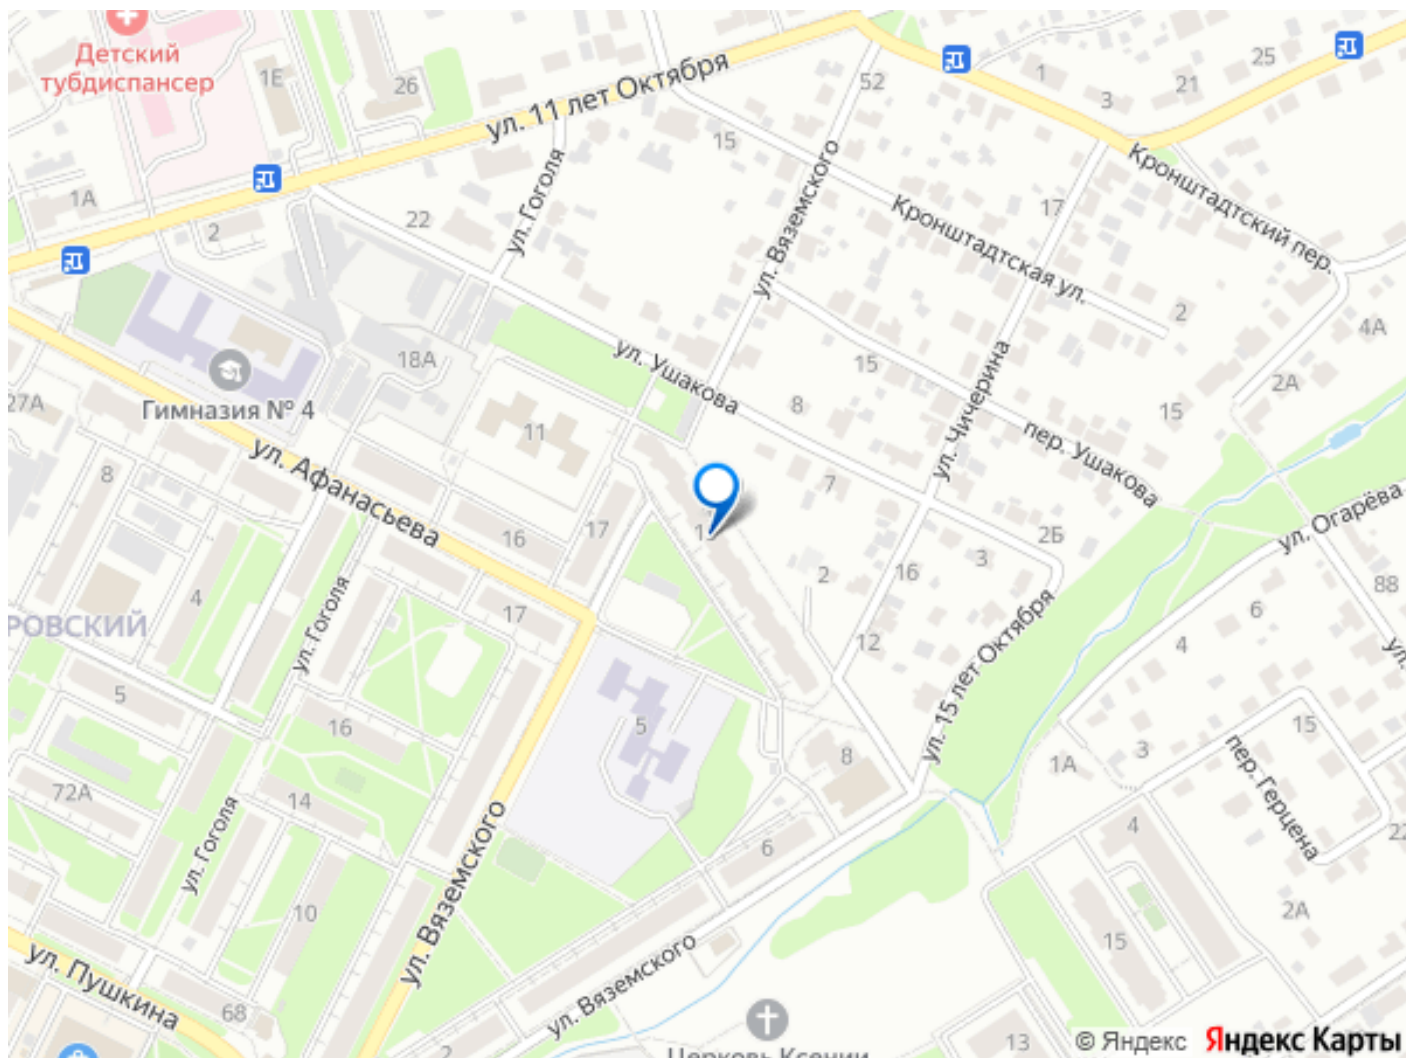 Детский
тубдиспансер
1Е
26
ул. 11 лет Октября
52
1
3
21
25
15
Кронштадтский пер.
1А
2
22
ул. Гоголя
ул. Вяземского
Кронштадтская ул.
17
2
4А
2А
18А
Гимназия № 4
ул. Ушакова
15
8
ул. Чичерина
пер. Ушакова
15
27А
11
ул. Афанасьева
8
16
17
7
2Б
3
ул. Огарёва
88
6
4
ул.
4
РОВСКИЙ
ул. Гоголя
17
2
16
12
ул. 15 лет Октября
5
16
5
8
1А
3
15
пер. Герцена
72А
14
ул. Гоголя
ул. Вяземского
6
4
22
10
2А
15
ул. Пушкина
68
ул. Вяземского
2
13
Церковь Ксении
© Яндекс Яндекс Карты